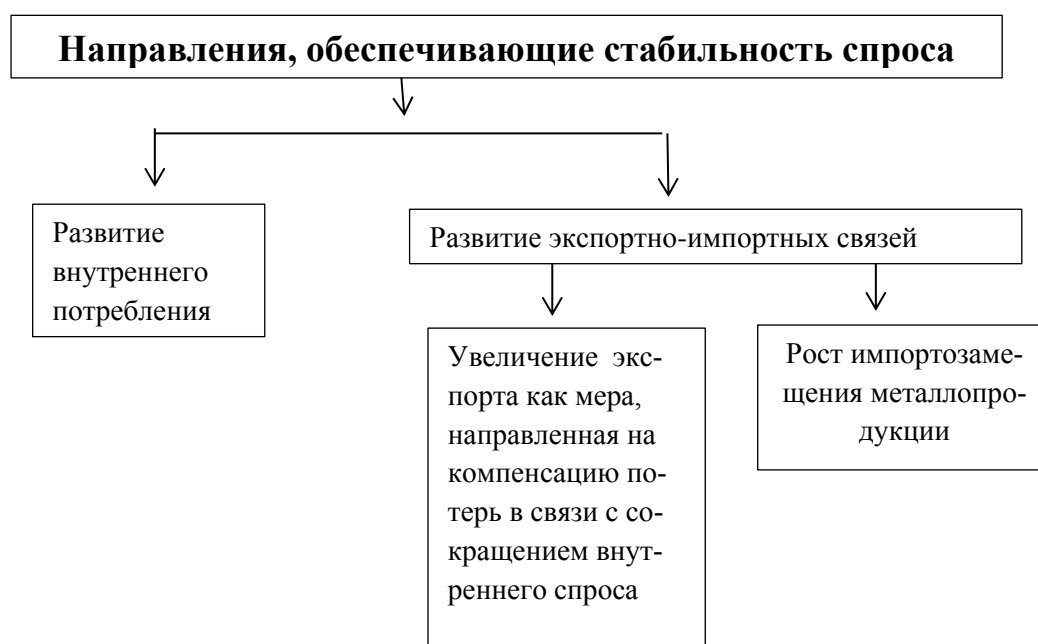 Направления, обеспечивающие стабильность спроса
Развитие
внутреннего
потребления
Развитие экспортно-импортных связей
Увеличение экс-
порта как мера,
направленная на
компенсацию по-
терь в связи с со-
кращением внут-
реннего спроса
Рост импортозаме-
щения металлопро-
дукции